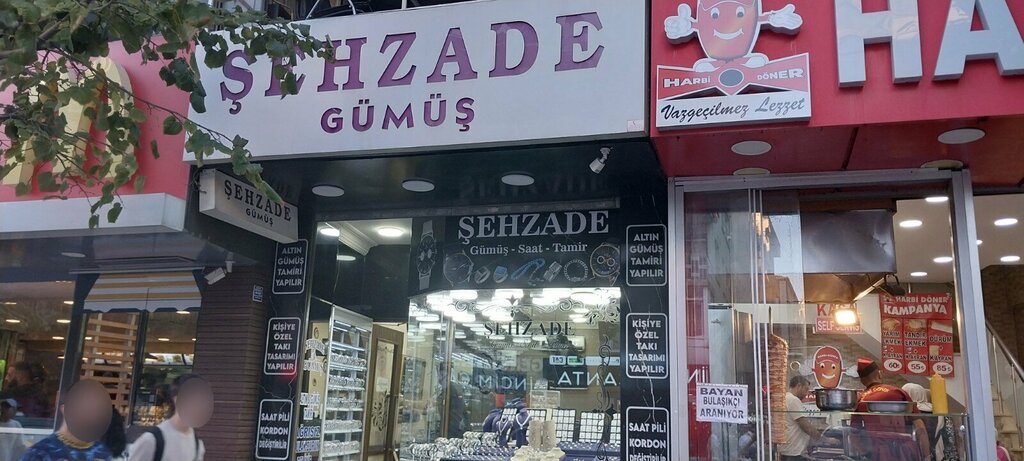 ŞEHZADE
GÜMÜŞ
HARBİ DÖNER
Vazgeçilmez Lezzet
HA
ŞEHZADE
GÜMÜŞ
ŞEHZADE
Gümüş - Saat - Tamir
ALTIN
GÜMÜŞ
TAMİRİ
YAPILIR
KİŞİYE
ÖZEL
TAKI
TASARIMI
YAPILIR
SAAT PİLİ
KORDON
DEĞİŞTİRİLİR
ŞEHZADE
ALTIN
GÜMÜŞ
TAMİRİ
YAPILIR
KİŞİYE
ÖZEL
TAKI
TASARIMI
YAPILIR
SAAT PİLİ
KORDON
DEĞİŞTİRİLİR
HARBİ DÖNER
KAMPANYA
60
55
85
SELF SERVİS
BAYAN
BULAŞIKÇI
ARANIYOR